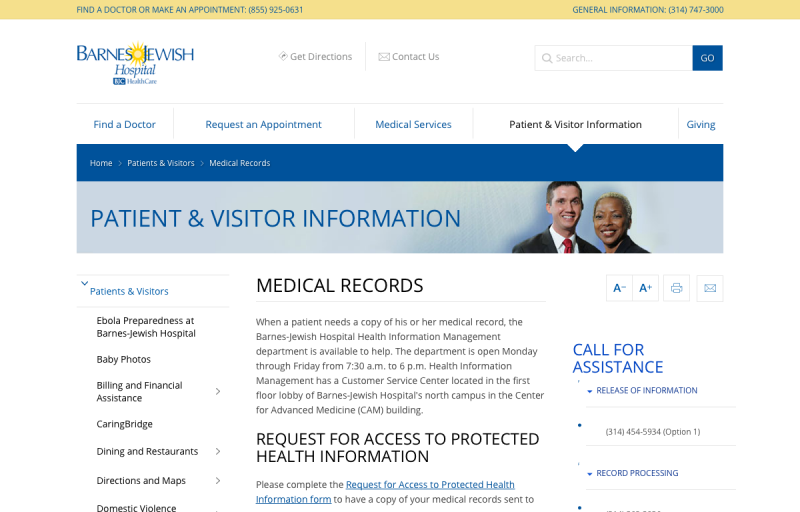 FIND A DOCTOR OR MAKE AN APPOINTMENT: (855) 925-0631
GENERAL INFORMATION: (314) 747-3000
BARNES JEWISH
Hospital
BJC HealthCare
Get Directions
Contact Us
Search...
GO
Find a Doctor
Request an Appointment
Medical Services
Patient & Visitor Information
Giving
Home > Patients & Visitors > Medical Records
PATIENT & VISITOR INFORMATION
Patients & Visitors
Ebola Preparedness at
Barnes-Jewish Hospital
Baby Photos
Billing and Financial
Assistance
CaringBridge
Dining and Restaurants
Directions and Maps
Domestic Violence
MEDICAL RECORDS
When a patient needs a copy of his or her medical record, the
Barnes-Jewish Hospital Health Information Management
department is available to help. The department is open Monday
through Friday from 7:30 a.m. to 6 p.m. Health Information
Management has a Customer Service Center located in the first
floor lobby of Barnes-Jewish Hospital's north campus in the Center
for Advanced Medicine (CAM) building.
REQUEST FOR ACCESS TO PROTECTED
HEALTH INFORMATION
Please complete the Request for Access to Protected Health
Information form to have a copy of your medical records sent to
A− A+
CALL FOR
ASSISTANCE
RELEASE OF INFORMATION
(314) 454-5934 (Option 1)
RECORD PROCESSING